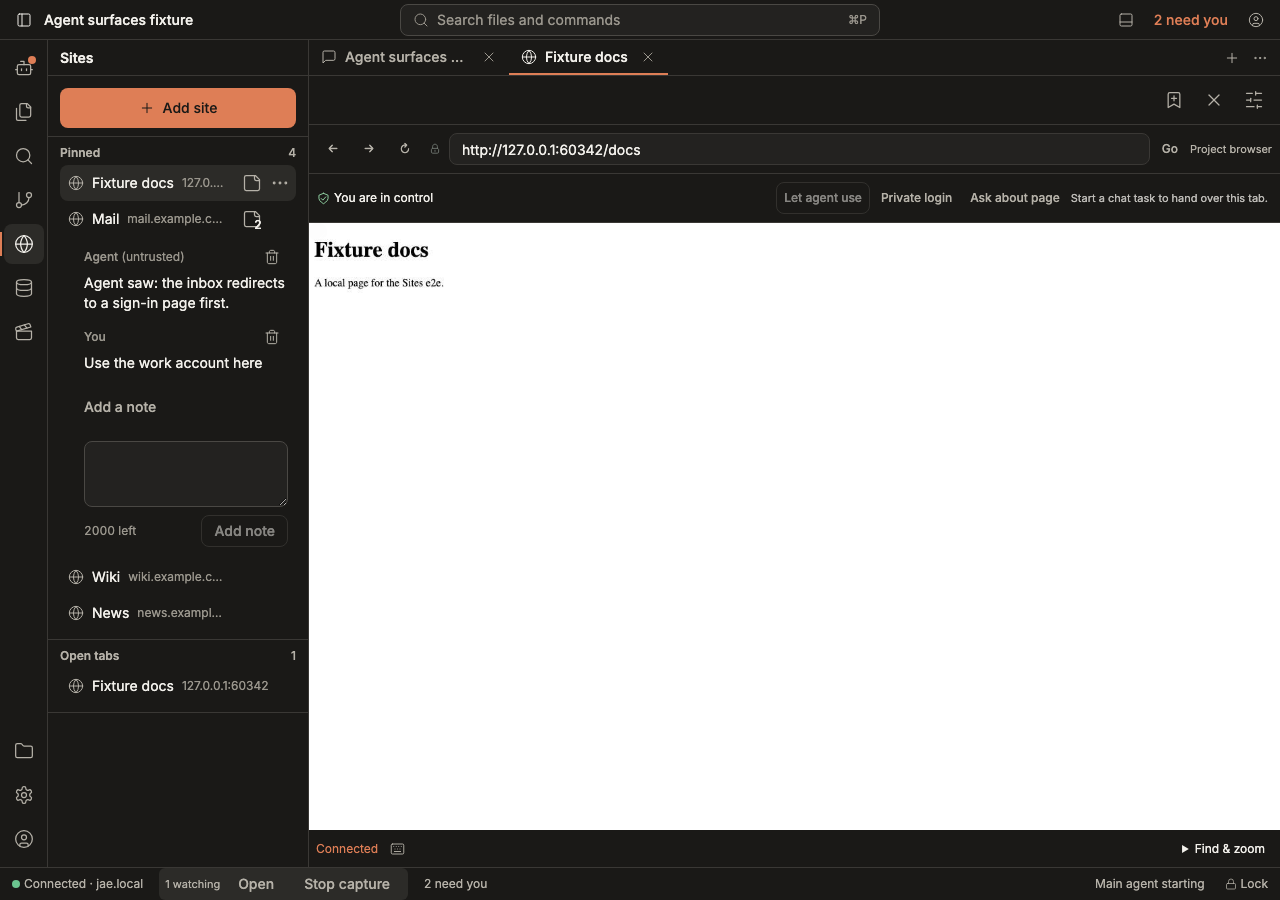 Agent surfaces fixture
Search files and commands ⌘P
2 need you
Sites
Agent surfaces ...
Fixture docs
+ Add site
Pinned 4
Fixture docs 127.0.... ...
Mail mail.example.c... 2
Agent (untrusted)
Agent saw: the inbox redirects
to a sign-in page first.
You
Use the work account here
Add a note
2000 left Add note
Wiki wiki.example.c...
News news.exampl...
Open tabs 1
Fixture docs 127.0.0.1:60342
http://127.0.0.1:60342/docs Go Project browser
You are in control Let agent use Private login Ask about page Start a chat task to hand over this tab.
Fixture docs
A local page for the Sites e2e.
Connected Find & zoom
Connected · jae.local 1 watching Open Stop capture 2 need you Main agent starting Lock